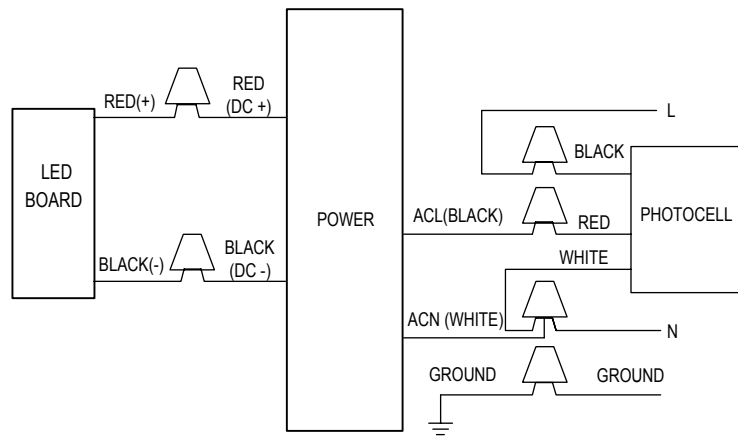 RED(+)
RED
(DC +)
LED
BOARD
BLACK(-)
BLACK
(DC -)
POWER
L
BLACK
ACL(BLACK)
RED
PHOTOCELL
WHITE
ACN (WHITE)
N
GROUND
GROUND